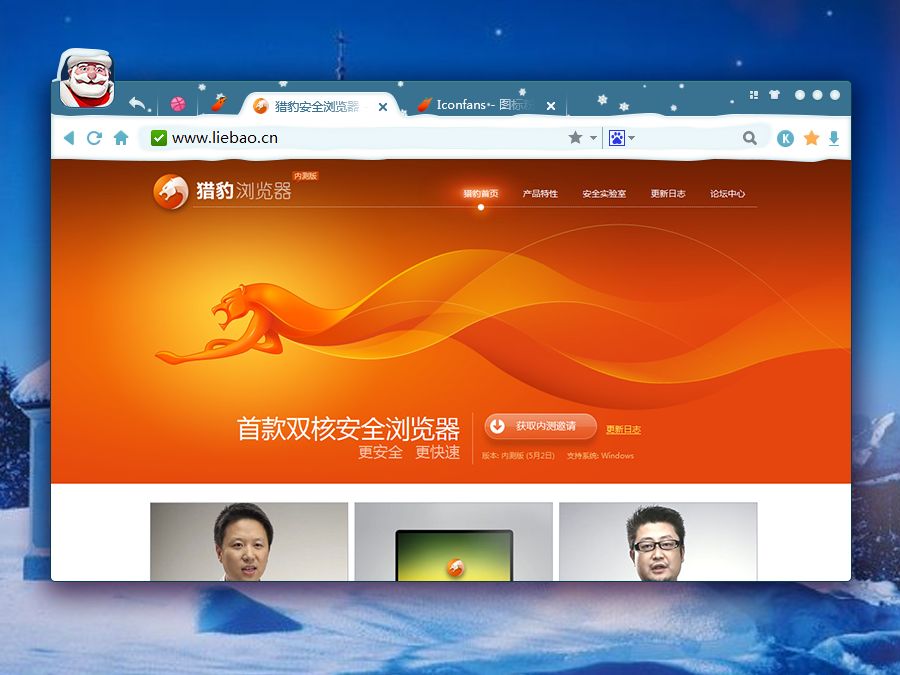 猎豹安全浏览器 -
Iconfans - 图标
www.liebao.cn
K
猎豹浏览器
内测版
猎豹首页 产品特性 安全实验室 更新日志 论坛中心
首款双核安全浏览器
更安全 更快速
获取内测邀请
更新日志
版本: 内测版 (5月2日) 支持系统: Windows